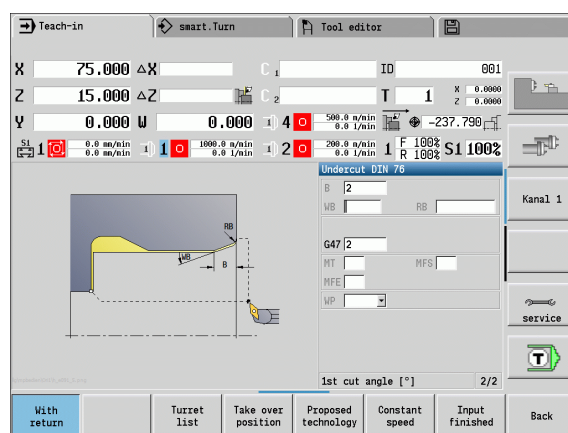 Teach-in
smart.Turn
Tool editor
X 75.000 △X C 1 ID 001
Z 15.000 △Z C 2 T 1 X 0.0000
Z 0.0000
Y 0.000 W 0.000 4 500.0 m/min
0.0 1/min -237.790
S1 1 0.0 mm/min
0.0 mm/min 1 1000.0 m/min
0.0 1/min 2 200.0 m/min
0.0 1/min 1 F 100%
R 100% S1 100%
Undercut DIN 76
B 2
WB RB
G47 2
MT MFS
MFE
WP
RB
WB
B
1st cut angle [°] 2/2
Kanal 1
service
T
With return
Turret list
Take over position
Proposed technology
Constant speed
Input finished
Back